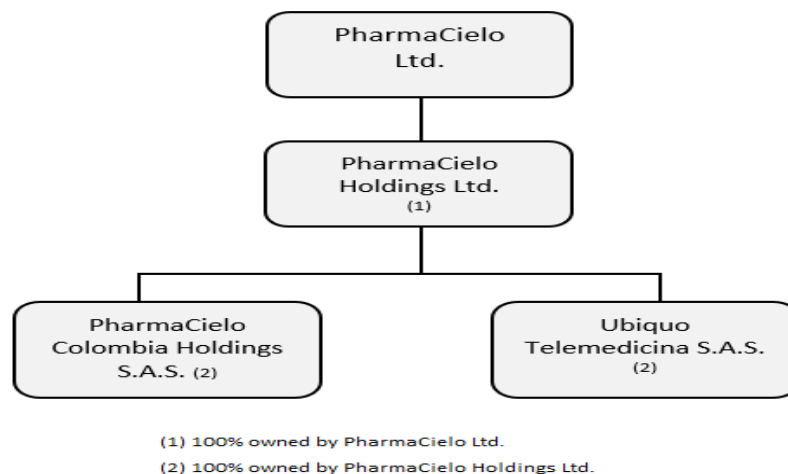 PharmaCielo
Ltd.
PharmaCielo
Holdings Ltd.
(1)
PharmaCielo
Colombia Holdings
S.A.S. (2)
Ubiquo
Telemedicina S.A.S.
(2)
(1) 100% owned by PharmaCielo Ltd.
(2) 100% owned by PharmaCielo Holdings Ltd.